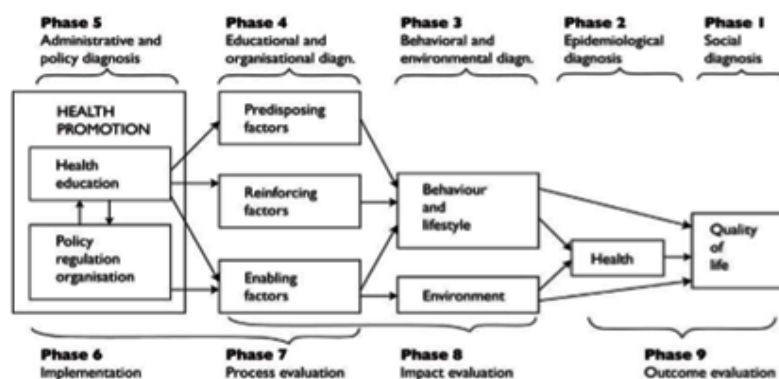 Phase 5
Administrative and
policy diagnosis
Phase 4
Educational and
organisational diagn.
Phase 3
Behavioral and
environmental diagn.
Phase 2
Epidemiological
diagnosis
Phase 1
Social
diagnosis
HEALTH
PROMOTION
Health
education
Policy
regulation
organisation
Predisposing
factors
Reinforcing
factors
Enabling
factors
Behaviour
and
lifestyle
Environment
Health
Quality
of
life
Phase 6
Implementation
Phase 7
Process evaluation
Phase 8
Impact evaluation
Phase 9
Outcome evaluation